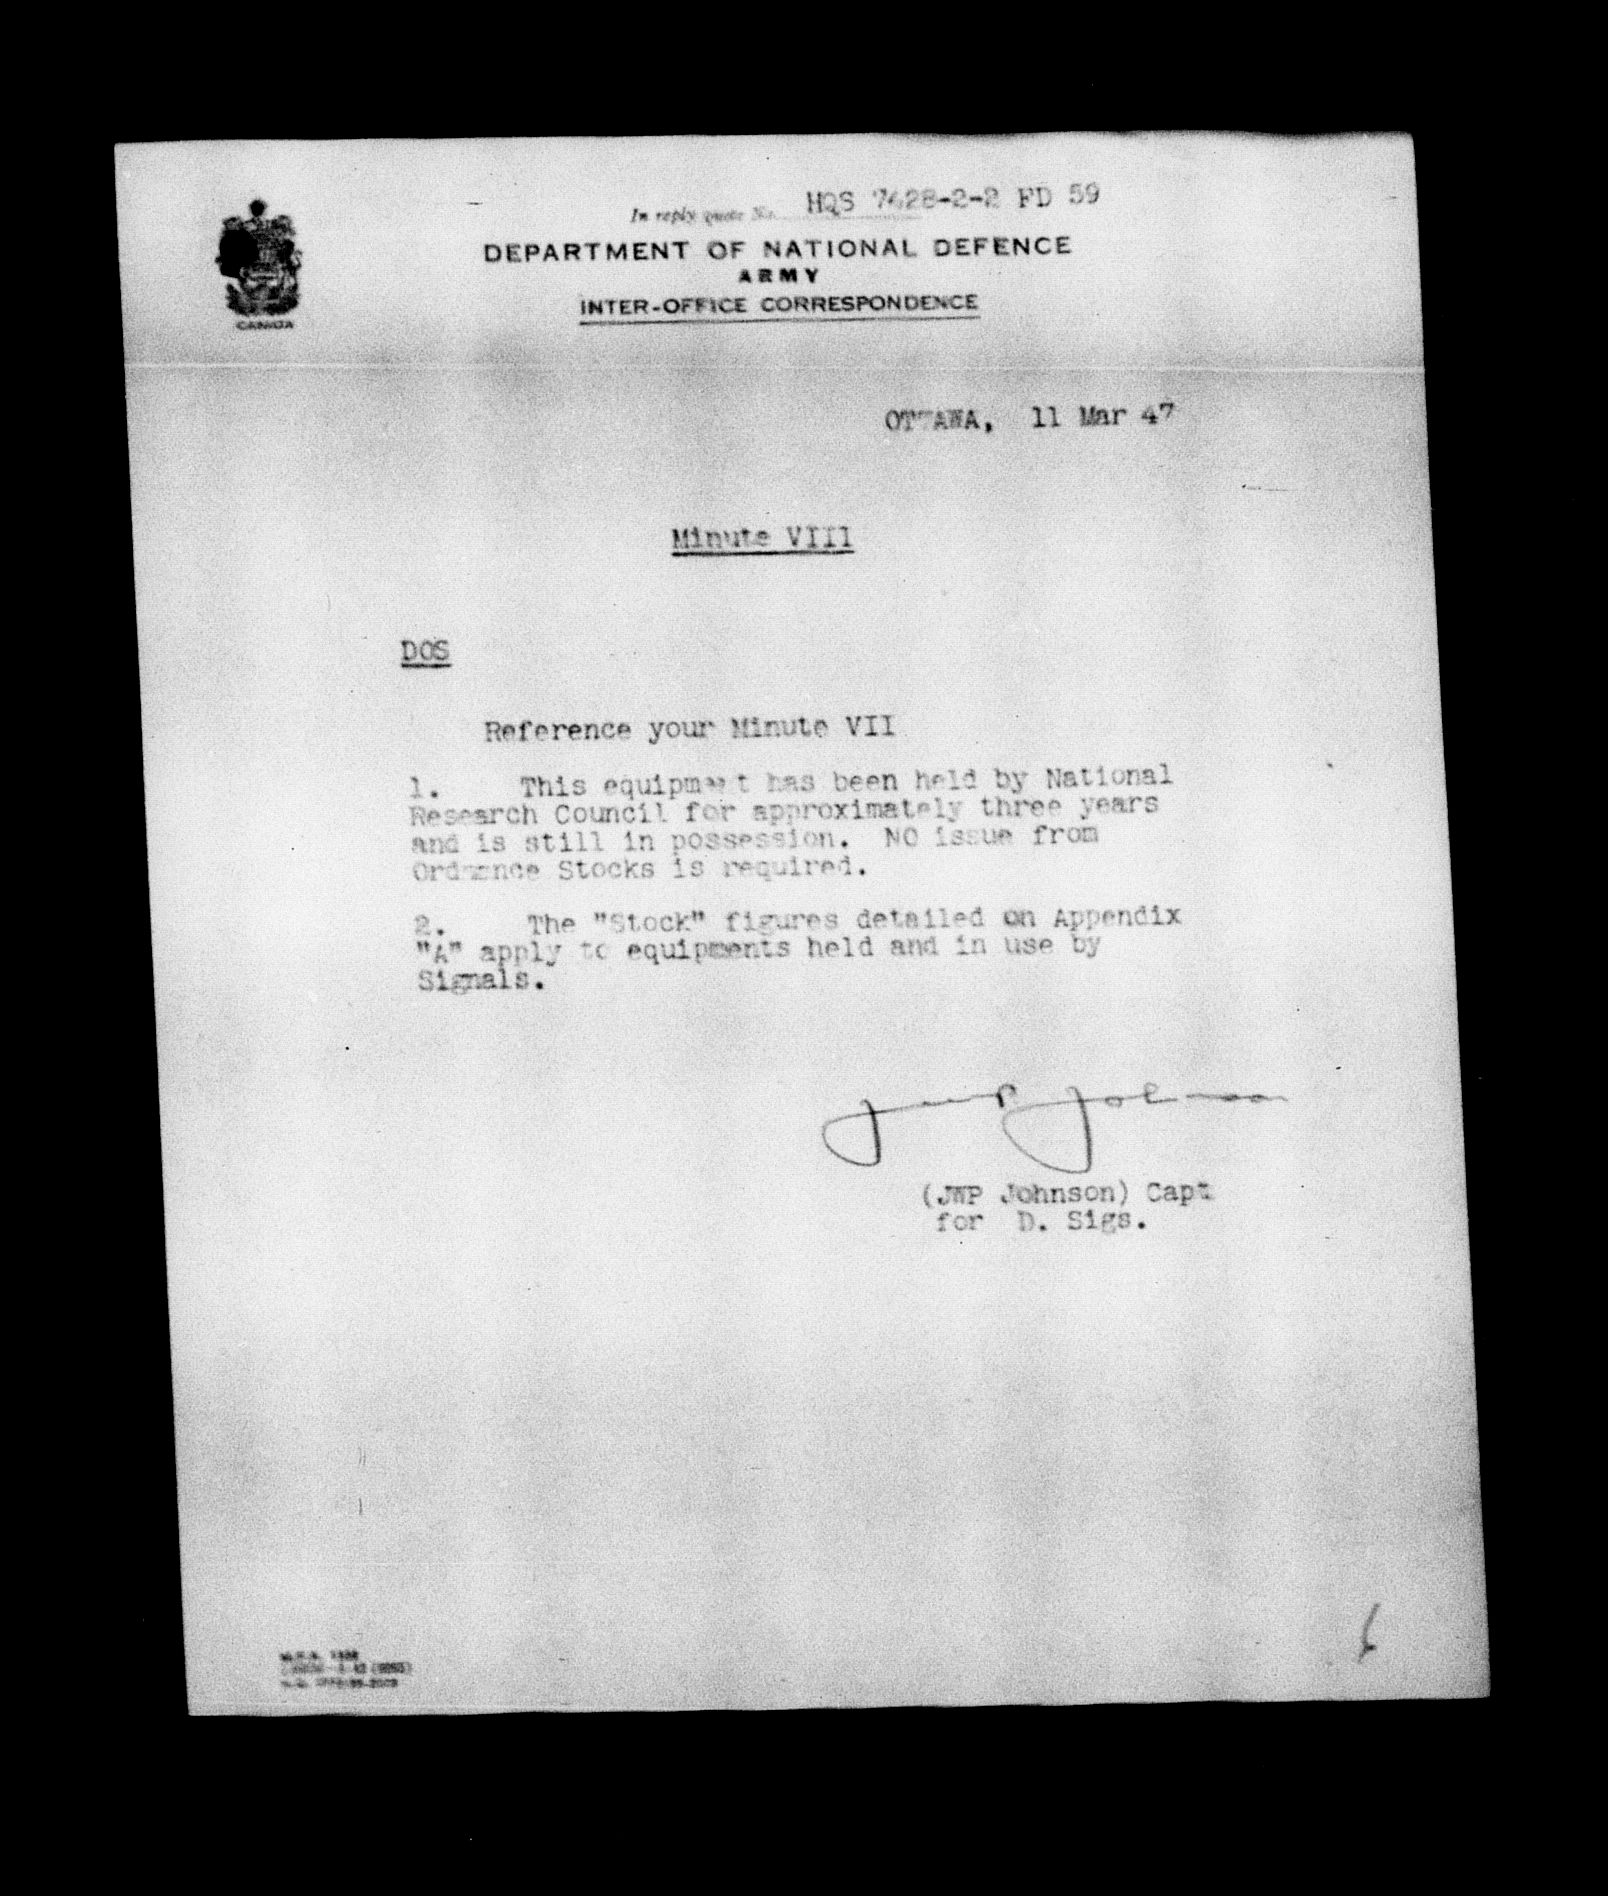 In reply quote No. HQS 7628-2-2 FD 59
DEPARTMENT OF NATIONAL DEFENCE
ARMY
INTER-OFFICE CORRESPONDENCE
CANADA
OTTAWA, 11 Mar 47
Minute VIII
DOS
Reference your Minute VII
1. This equipment has been held by National
Research Council for approximately three years
and is still in possession. NO issue from
Ordnance Stocks is required.
2. The "Stock" figures detailed on Appendix
"A" apply to equipments held and in use by
Signals.
JWP Johnson
(JWP Johnson) Capt
for D. Sigs.